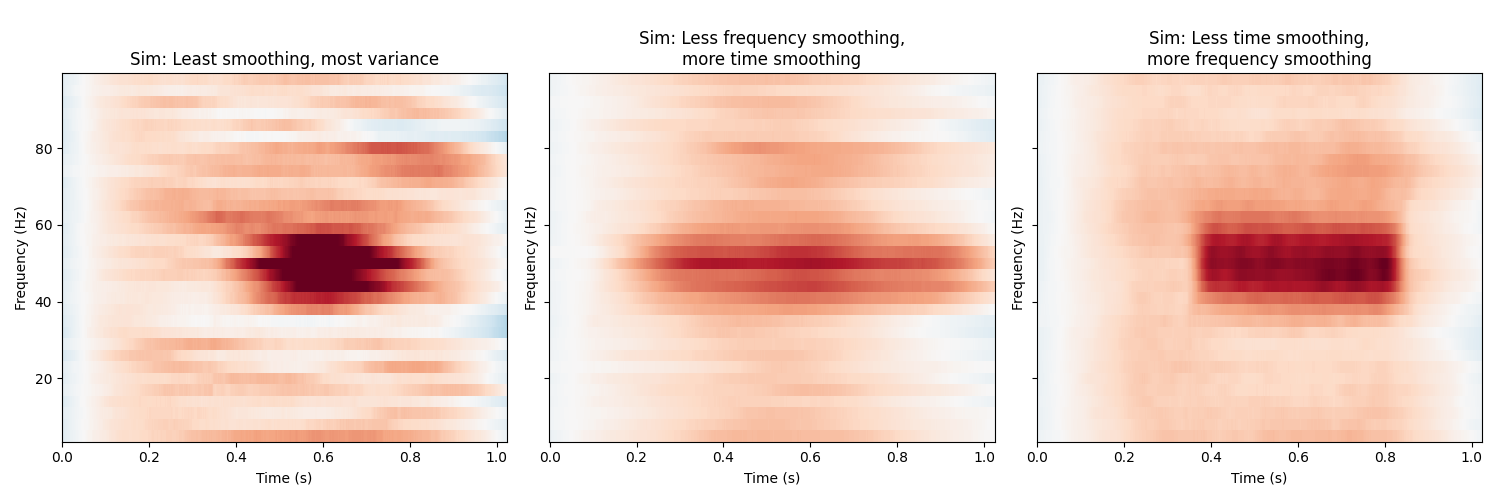 Sim: Least smoothing, most variance
Sim: Less frequency smoothing,
more time smoothing
Sim: Less time smoothing,
more frequency smoothing
Frequency (Hz)
80
60
40
20
0.0 0.2 0.4 0.6 0.8 1.0
Time (s)
Frequency (Hz)
0.0 0.2 0.4 0.6 0.8 1.0
Time (s)
Frequency (Hz)
0.0 0.2 0.4 0.6 0.8 1.0
Time (s)